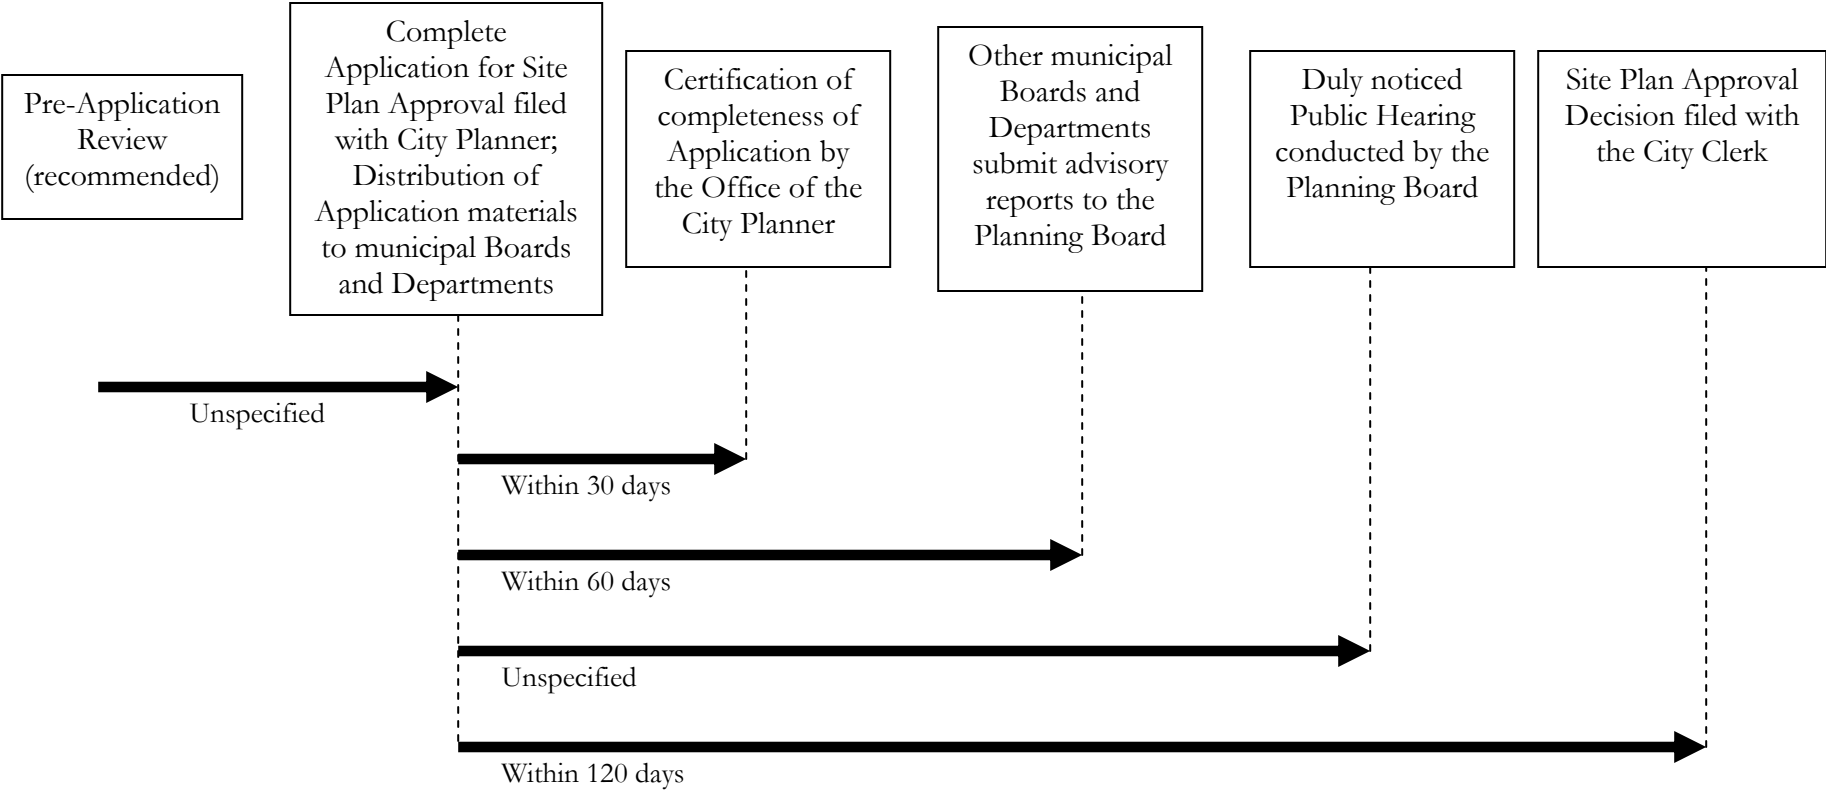 Pre-Application
Review
(recommended)
Complete
Application for Site
Plan Approval filed
with City Planner;
Distribution of
Application materials
to municipal Boards
and Departments
Certification of
completeness of
Application by
the Office of the
City Planner
Other municipal
Boards and
Departments
submit advisory
reports to the
Planning Board
Duly noticed
Public Hearing
conducted by the
Planning Board
Site Plan Approval
Decision filed with
the City Clerk
Unspecified
Within 30 days
Within 60 days
Unspecified
Within 120 days